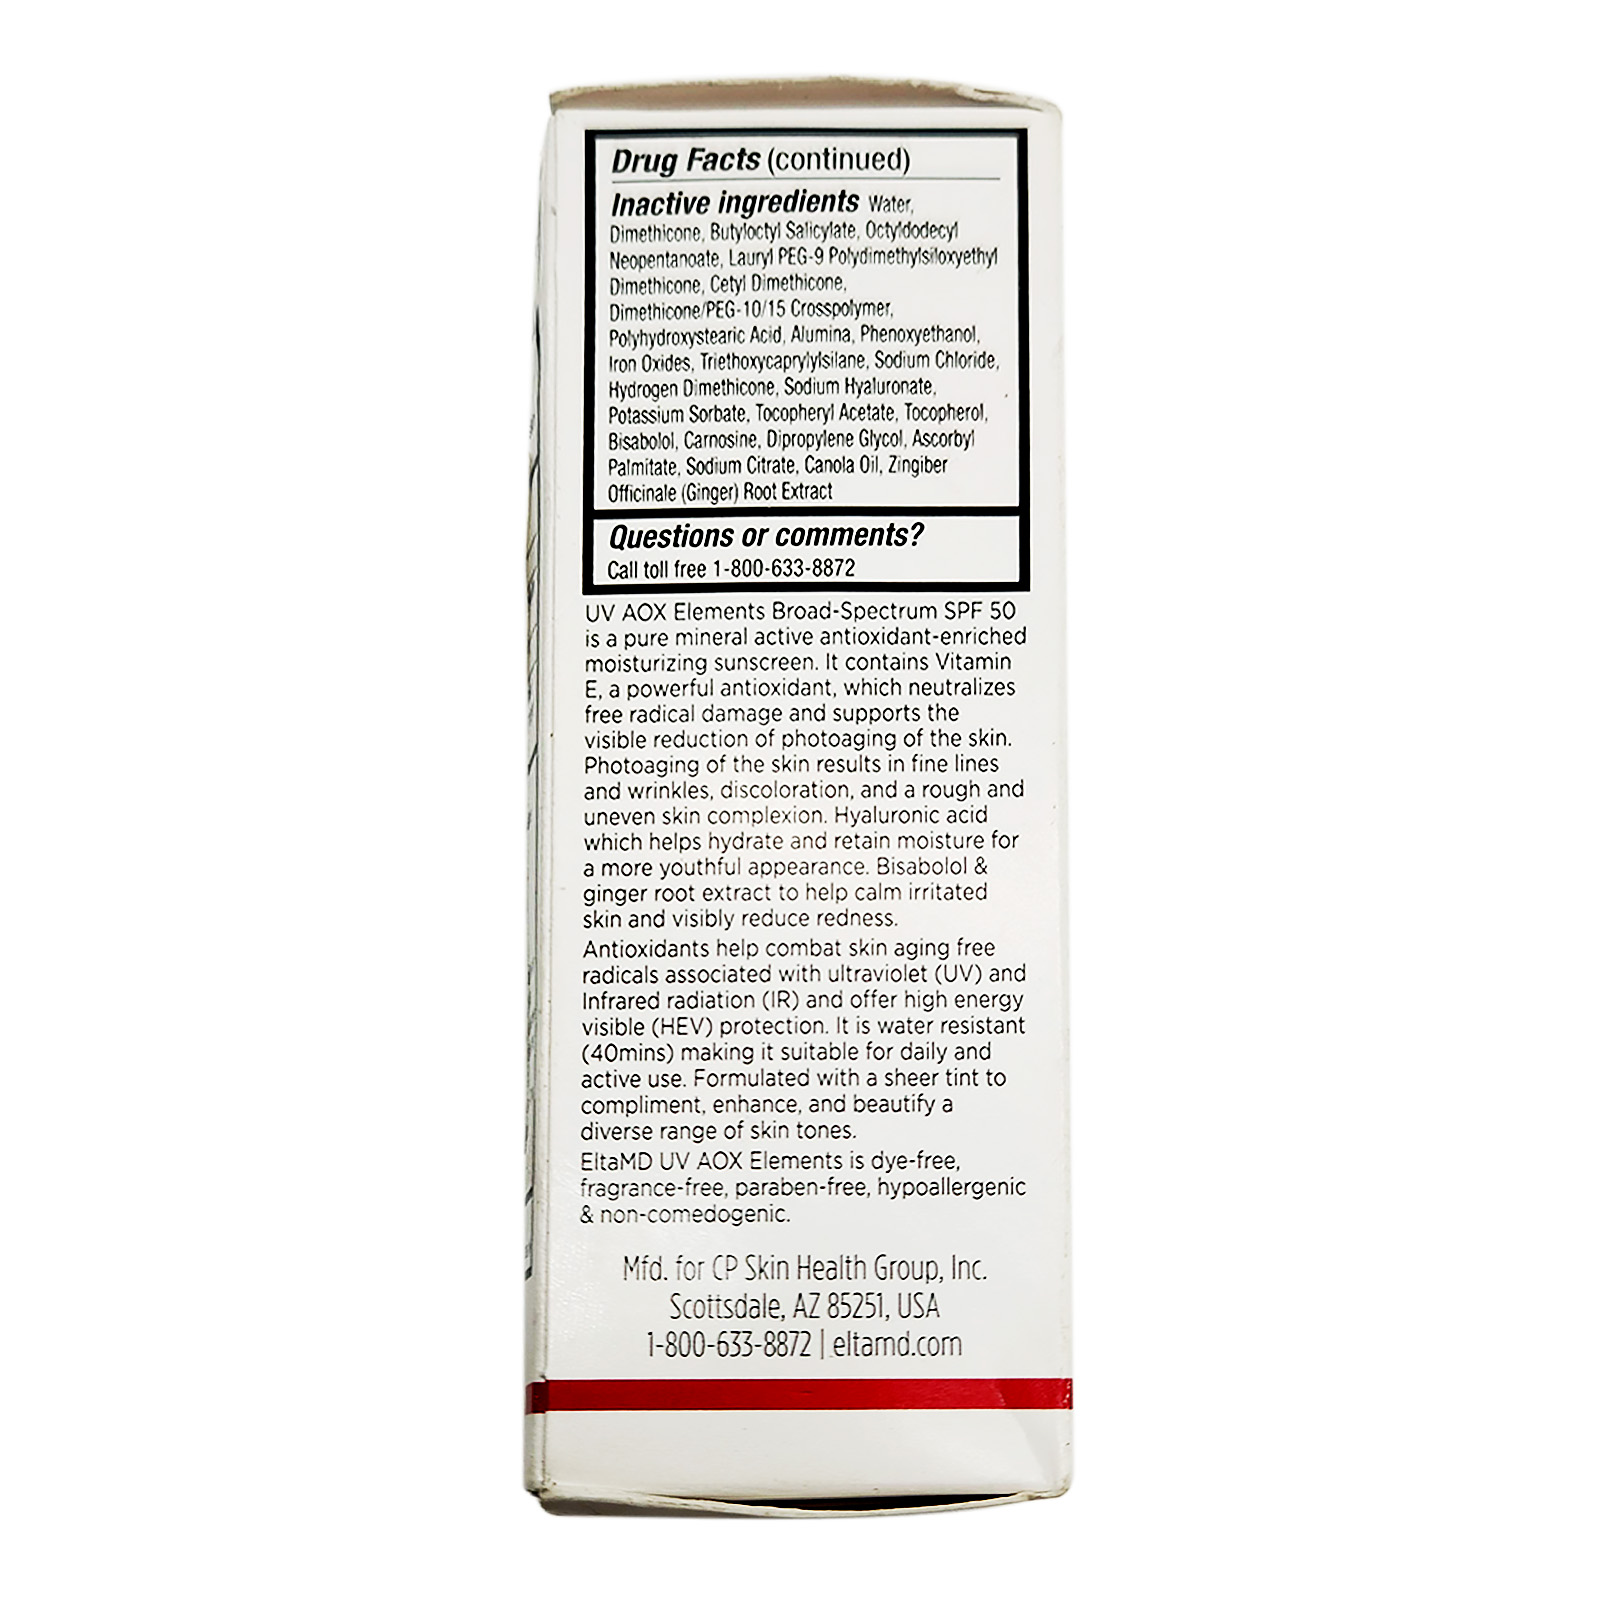 Drug Facts (continued)
Inactive ingredients Water,
Dimethicone, Butyloctyl Salicylate, Octyldodecyl
Neopentanoate, Lauryl PEG-9 Polydimethylsiloxyethyl
Dimethicone, Cetyl Dimethicone,
Dimethicone/PEG-10/15 Crosspolymer,
Polyhydroxystearic Acid, Alumina, Phenoxyethanol,
Iron Oxides, Triethoxycaprylylsilane, Sodium Chloride,
Hydrogen Dimethicone, Sodium Hyaluronate,
Potassium Sorbate, Tocopheryl Acetate, Tocopherol,
Bisabolol, Carnosine, Dipropylene Glycol, Ascorbyl
Palmitate, Sodium Citrate, Canola Oil, Zingiber
Officinale (Ginger) Root Extract
Questions or comments?
Call toll free 1-800-633-8872
UV AOX Elements Broad-Spectrum SPF 50
is a pure mineral active antioxidant-enriched
moisturizing sunscreen. It contains Vitamin
E, a powerful antioxidant, which neutralizes
free radical damage and supports the
visible reduction of photoaging of the skin.
Photoaging of the skin results in fine lines
and wrinkles, discoloration, and a rough and
uneven skin complexion. Hyaluronic acid
which helps hydrate and retain moisture for
a more youthful appearance. Bisabolol &
ginger root extract to help calm irritated
skin and visibly reduce redness.
Antioxidants help combat skin aging free
radicals associated with ultraviolet (UV) and
Infrared radiation (IR) and offer high energy
visible (HEV) protection. It is water resistant
(40mins) making it suitable for daily and
active use. Formulated with a sheer tint to
compliment, enhance, and beautify a
diverse range of skin tones.
EltaMD UV AOX Elements is dye-free,
fragrance-free, paraben-free, hypoallergenic
& non-comedogenic.
Mfd. for CP Skin Health Group, Inc.
Scottsdale, AZ 85251, USA
1-800-633-8872 | eltamd.com